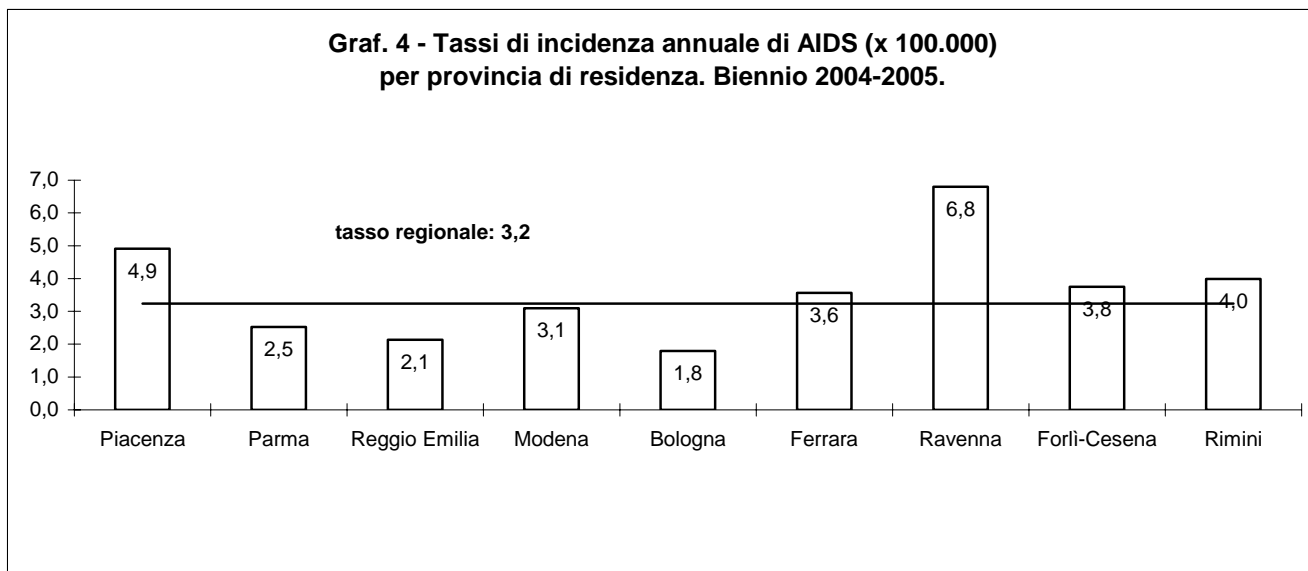 Graf. 4 - Tassi di incidenza annuale di AIDS (x 100.000)
per provincia di residenza. Biennio 2004-2005.
7,0
6,0
5,0
4,0
3,0
2,0
1,0
0,0
tasso regionale: 3,2
4,9
2,5
2,1
3,1
1,8
3,6
6,8
3,8
4,0
Piacenza
Parma
Reggio Emilia
Modena
Bologna
Ferrara
Ravenna
Forlì-Cesena
Rimini